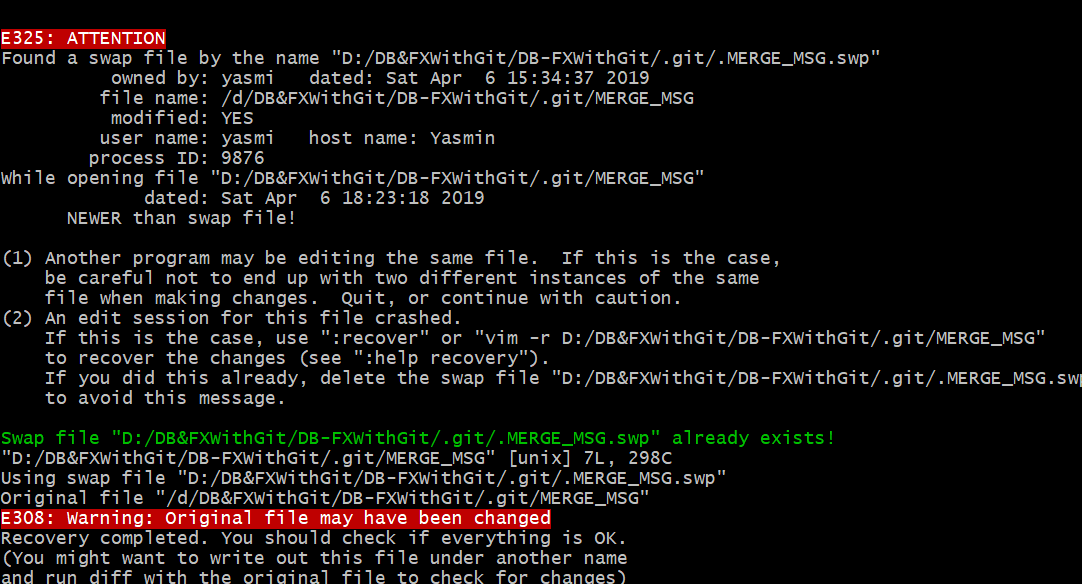 E325: ATTENTION
Found a swap file by the name "D:/DB&FXWithGit/DB-FXWithGit/.git/.MERGE_MSG.swp"
owned by: yasmi   dated: Sat Apr  6 15:34:37 2019
file name: /d/DB&FXWithGit/DB-FXWithGit/.git/MERGE_MSG
modified: YES
user name: yasmi   host name: Yasmin
process ID: 9876
While opening file "D:/DB&FXWithGit/DB-FXWithGit/.git/MERGE_MSG"
dated: Sat Apr  6 18:23:18 2019
NEWER than swap file!
(1) Another program may be editing the same file.  If this is the case,
be careful not to end up with two different instances of the same
file when making changes.  Quit, or continue with caution.
(2) An edit session for this file crashed.
If this is the case, use ":recover" or "vim -r D:/DB&FXWithGit/DB-FXWithGit/.git/MERGE_MSG"
to recover the changes (see ":help recovery").
If you did this already, delete the swap file "D:/DB&FXWithGit/DB-FXWithGit/.git/.MERGE_MSG.sw
to avoid this message.
Swap file "D:/DB&FXWithGit/DB-FXWithGit/.git/.MERGE_MSG.swp" already exists!
"D:/DB&FXWithGit/DB-FXWithGit/.git/MERGE_MSG" [unix] 7L, 298C
Using swap file "D:/DB&FXWithGit/DB-FXWithGit/.git/.MERGE_MSG.swp"
Original file "/d/DB&FXWithGit/DB-FXWithGit/.git/MERGE_MSG"
E308: Warning: Original file may have been changed
Recovery completed. You should check if everything is OK.
(You might want to write out this file under another name
and run diff with the original file to check for changes)